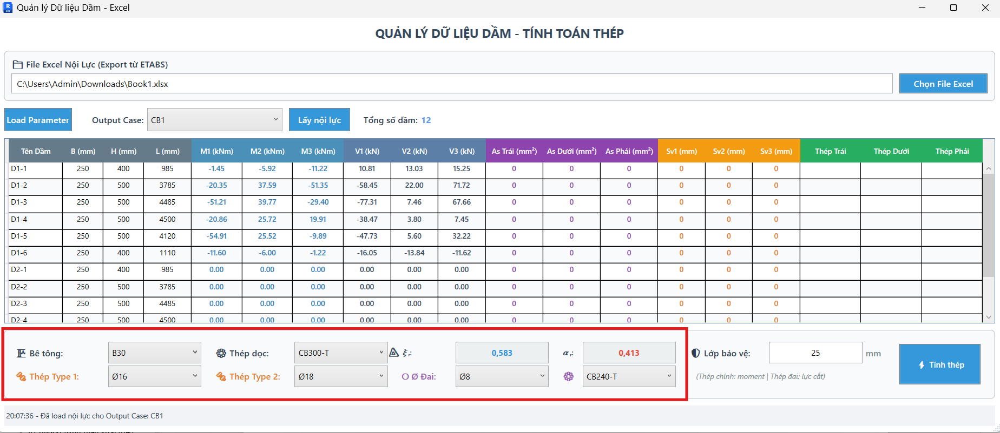 Quản lý Dữ liệu Dầm - Excel
QUẢN LÝ DỮ LIỆU DẦM - TÍNH TOÁN THÉP
File Excel Nội Lực (Export từ ETABS)
C:\Users\Admin\Downloads\Book1.xlsx Chọn File Excel
Load Parameter Output Case: CB1 Lấy nội lực Tổng số dầm: 12
Tên Dầm B (mm) H (mm) L (mm) M1 (kNm) M2 (kNm) M3 (kNm) V1 (kN) V2 (kN) V3 (kN) As Trái (mm²) As Dưới (mm²) As Phải (mm²) Sv1 (mm) Sv2 (mm) Sv3 (mm) Thép Trái Thép Dưới Thép Phải
D1-1 250 400 985 -1.45 -5.92 -11.22 10.81 13.03 15.25 0 0 0 0 0 0
D1-2 250 500 3785 -20.35 37.59 -51.35 -58.45 22.00 71.72 0 0 0 0 0 0
D1-3 250 500 4485 -51.21 39.77 -29.40 -77.31 7.46 67.66 0 0 0 0 0 0
D1-4 250 500 4500 -20.86 25.72 19.91 -38.47 3.80 7.45 0 0 0 0 0 0
D1-5 250 500 4120 -54.91 25.52 -9.89 -47.73 5.60 32.22 0 0 0 0 0 0
D1-6 250 400 1110 -11.60 -6.00 -1.22 -16.05 -13.84 -11.62 0 0 0 0 0 0
D2-1 250 400 985 0.00 0.00 0.00 0.00 0.00 0.00 0 0 0 0 0 0
D2-2 250 500 3785 0.00 0.00 0.00 0.00 0.00 0.00 0 0 0 0 0 0
D2-3 250 500 4485 0.00 0.00 0.00 0.00 0.00 0.00 0 0 0 0 0 0
D2-4 250 500 4500 0.00 0.00 0.00 0.00 0.00 0.00 0 0 0 0 0 0
Bê tông: B30 Thép dọc: CB300-T ξᵣ: 0,583 αᵣ: 0,413 Lớp bảo vệ: 25 mm
Tính thép
Thép Type 1: Ø16 Thép Type 2: Ø18 Ø Đai: Ø8 CB240-T (Thép chính: moment | Thép đai: lực cắt)
20:07:36 - Đã load nội lực cho Output Case: CB1